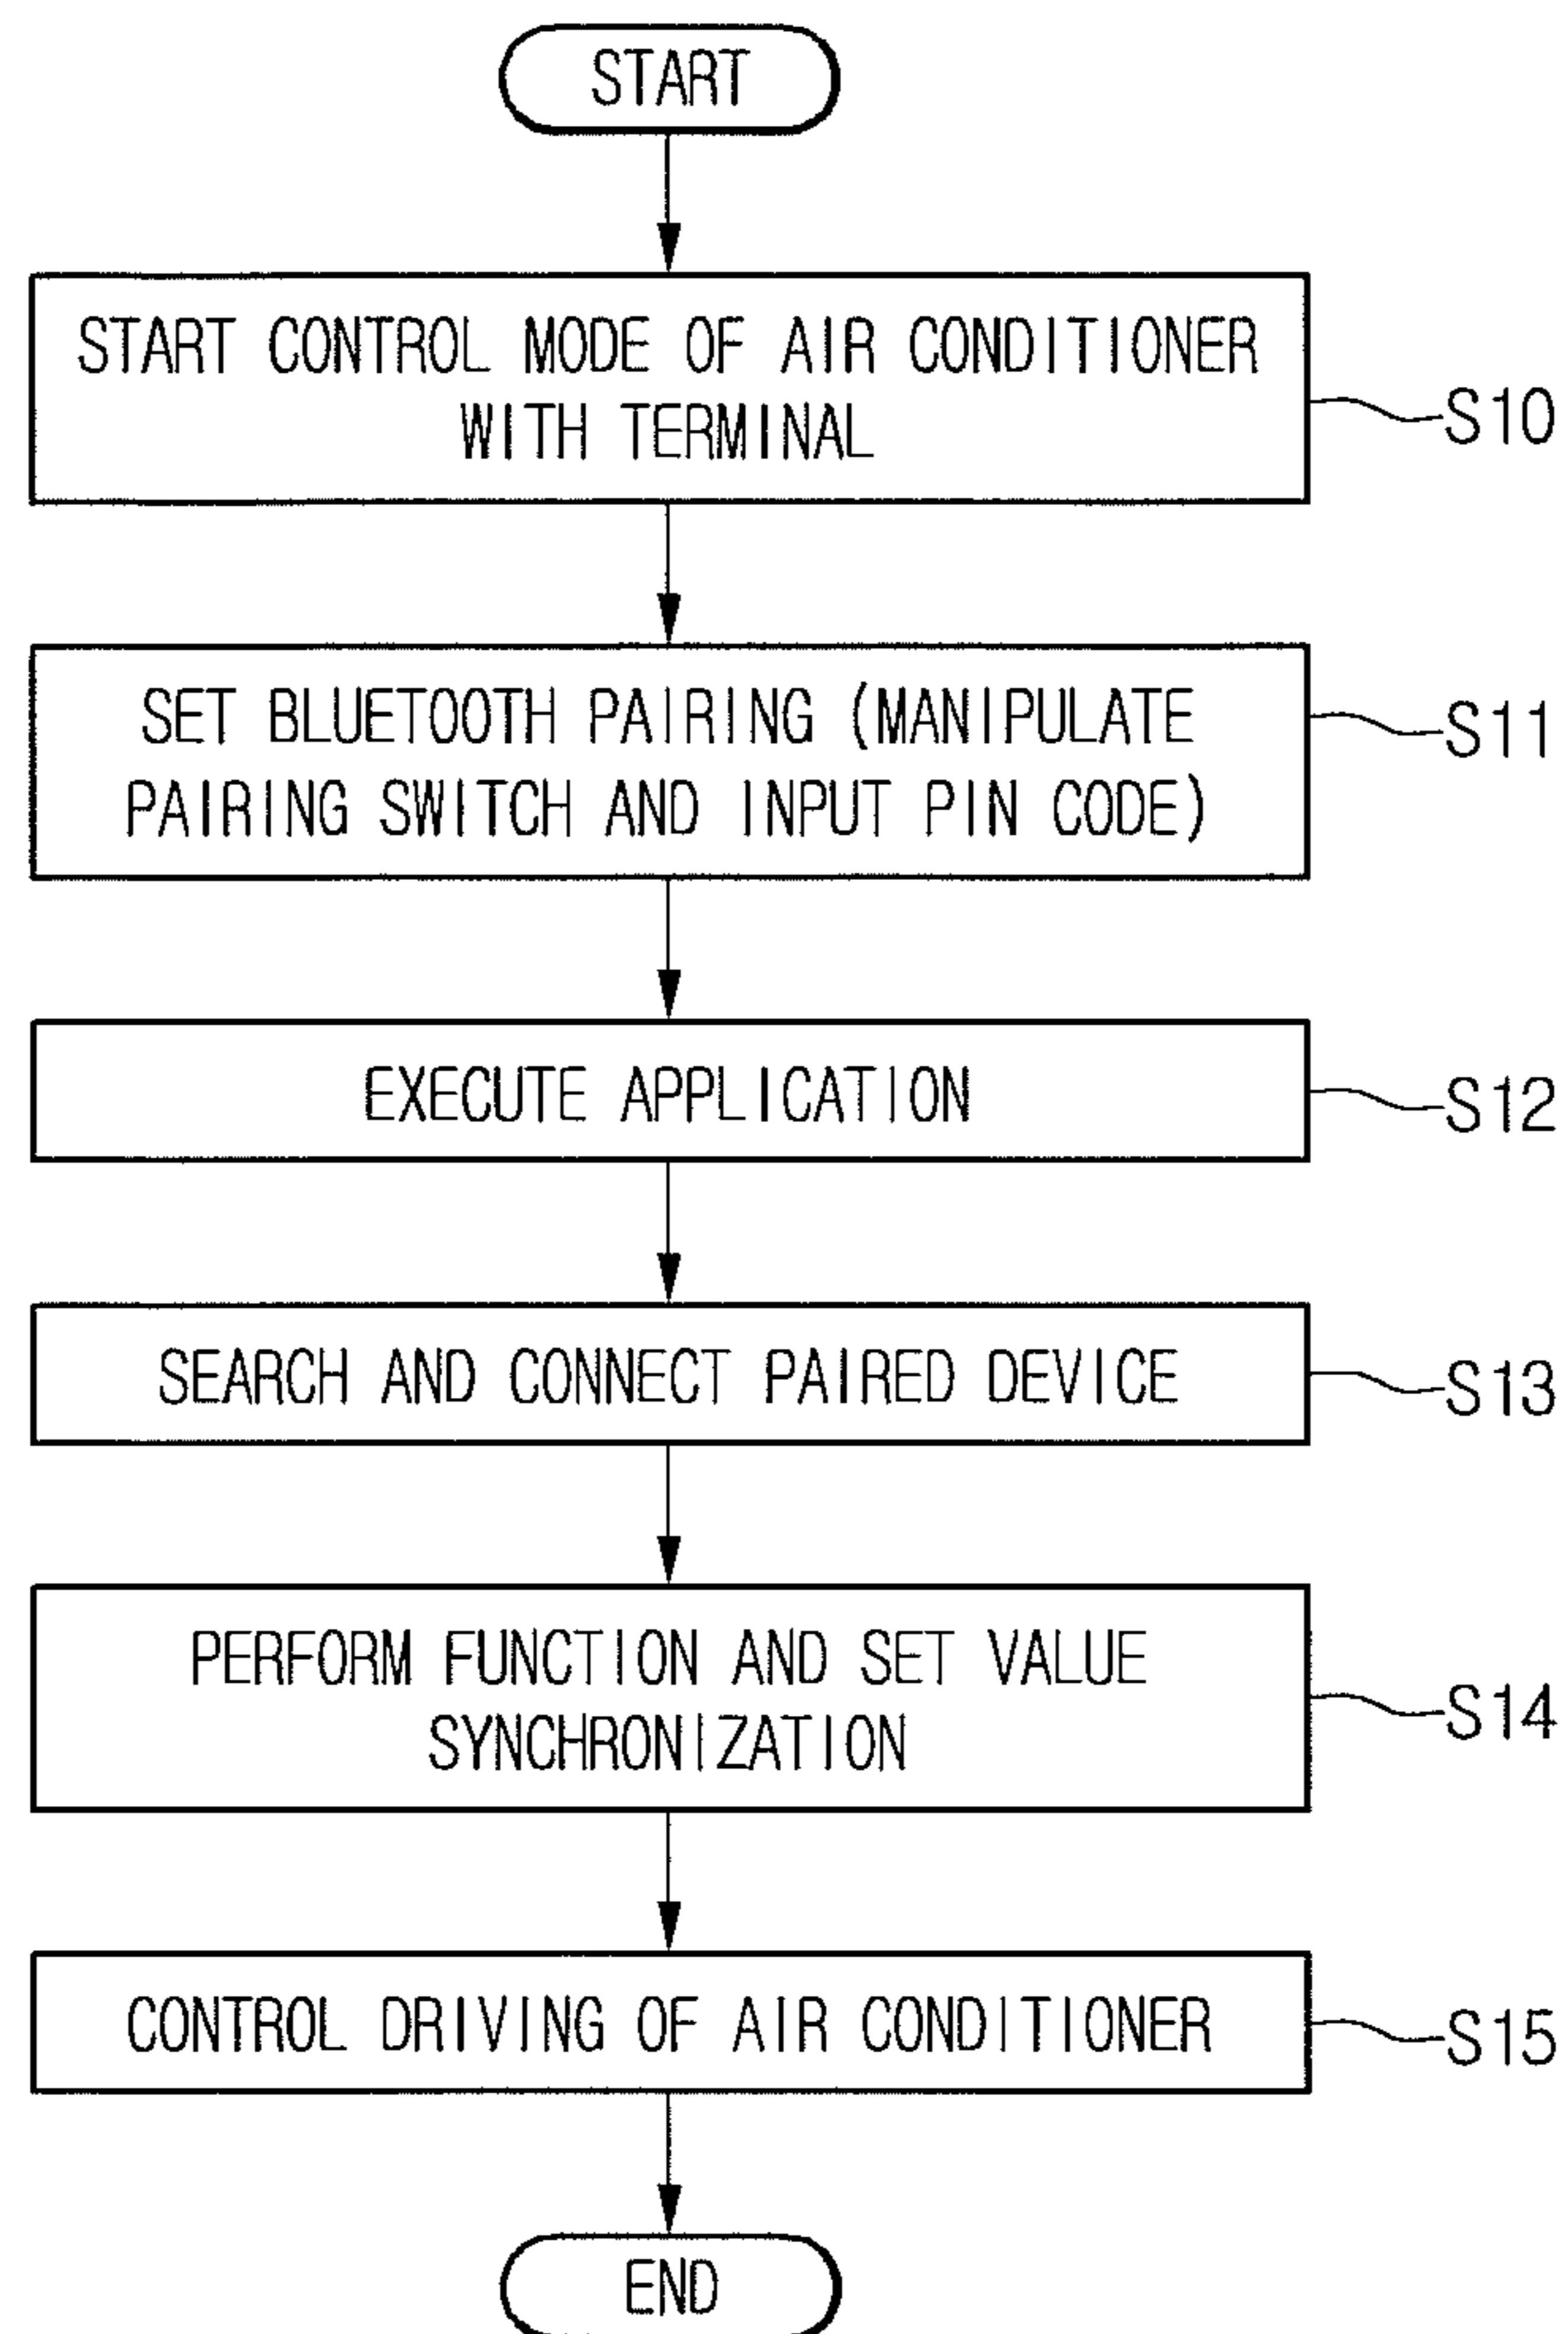 START
START CONTROL MODE OF AIR CONDITIONER
WITH TERMINAL
S10
SET BLUETOOTH PAIRING (MANIPULATE
PAIRING SWITCH AND INPUT PIN CODE)
S11
EXECUTE APPLICATION
S12
SEARCH AND CONNECT PAIRED DEVICE
S13
PERFORM FUNCTION AND SET VALUE
SYNCHRONIZATION
S14
CONTROL DRIVING OF AIR CONDITIONER
S15
END